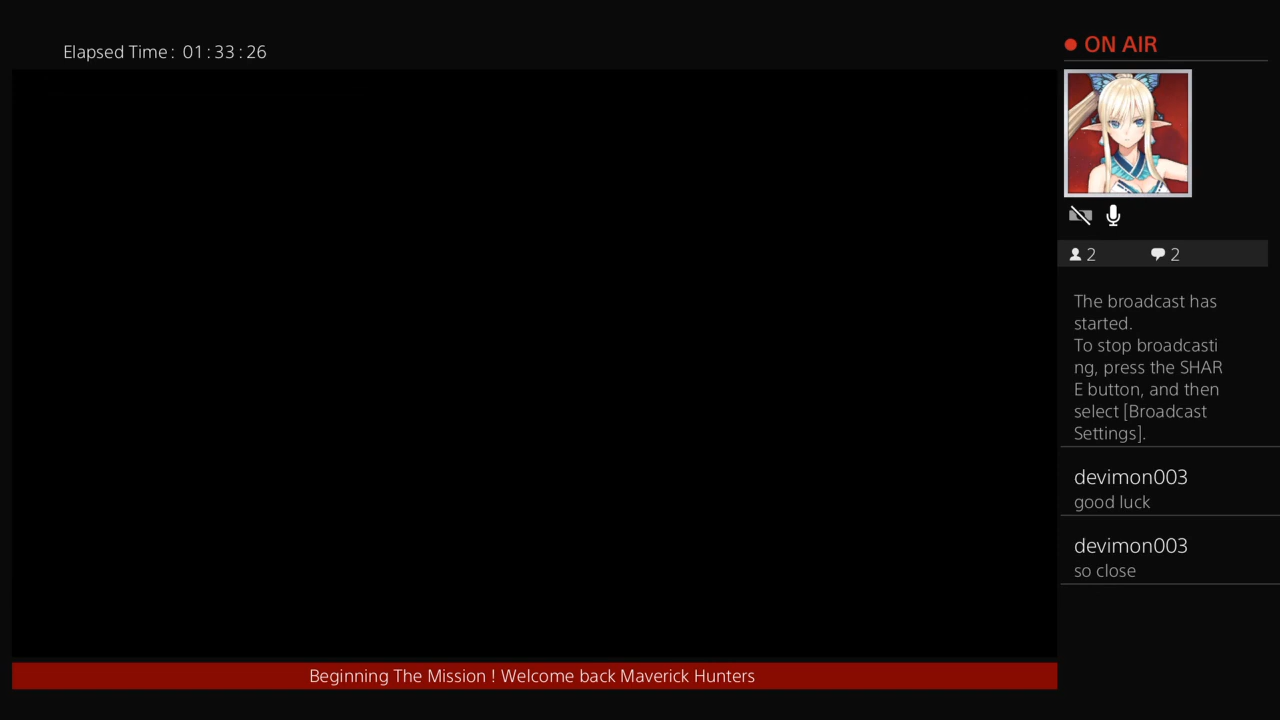 Elapsed Time: 01:33:26
ON AIR
2
2
The broadcast has
started.
To stop broadcasti
ng, press the SHAR
E button, and then
select [Broadcast
Settings].
devimon003
good luck
devimon003
so close
Beginning The Mission ! Welcome back Maverick Hunters